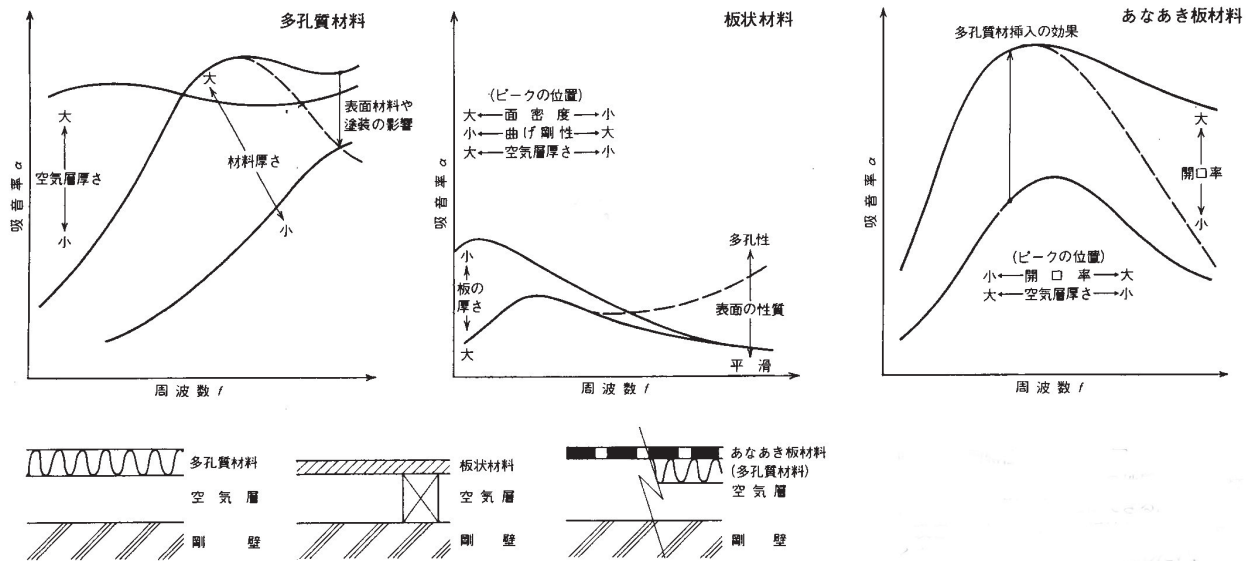 多孔質材料
吸音率α
大
空気層厚さ
小
大
材料厚さ
小
表面材料や
塗装の影響
周波数f
板状材料
(ピークの位置)
大←面密度→小
小←曲げ剛性→大
大←空気層厚さ→小
吸音率α
小
板の
厚さ
大
多孔性
表面の性質
平滑
周波数f
あなあき板材料
多孔質材挿入の効果
吸音率α
大
開口率
小
(ピークの位置)
小←開口率→大
大←空気層厚さ→小
周波数f
多孔質材料
空気層
剛壁
板状材料
空気層
剛壁
あなあき板材料
(多孔質材料)
空気層
剛壁